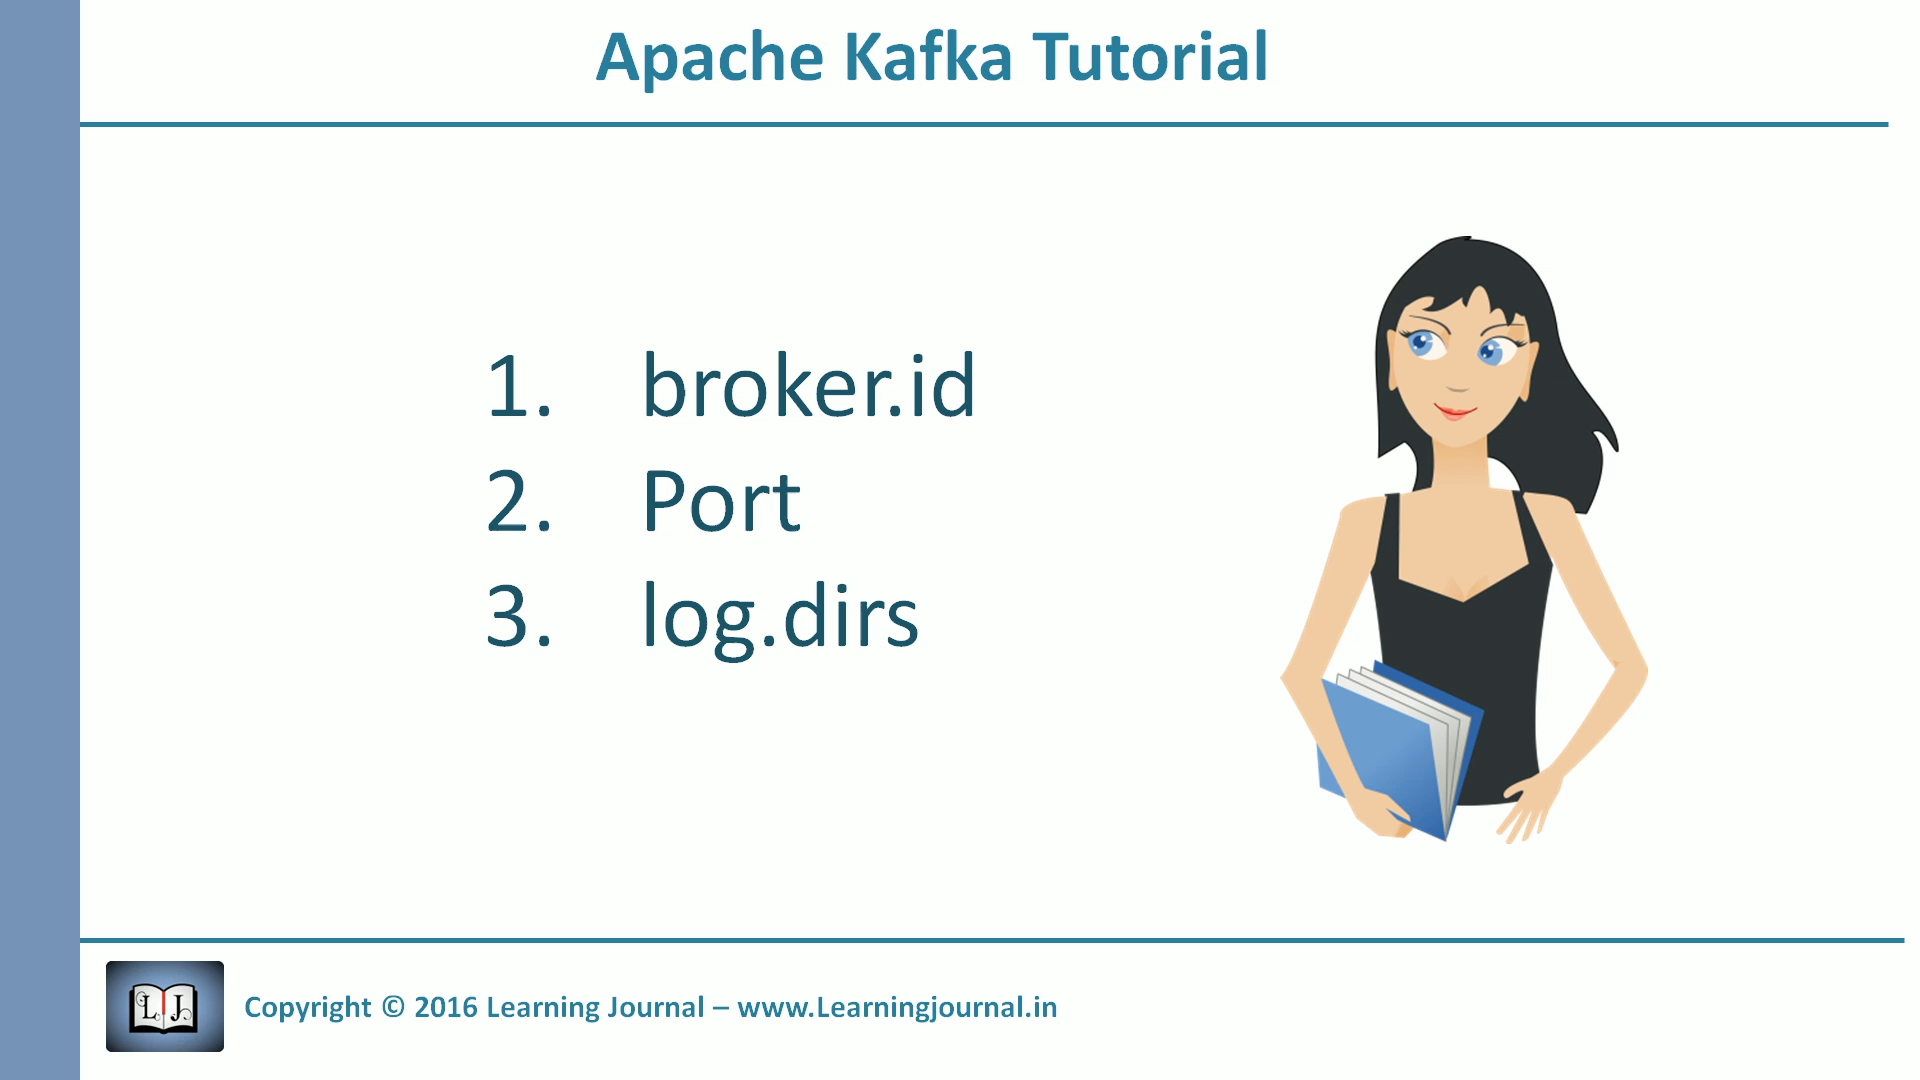 Apache Kafka Tutorial
1. broker.id
2. Port
3. log.dirs
L J
Copyright © 2016 Learning Journal – www.Learningjournal.in